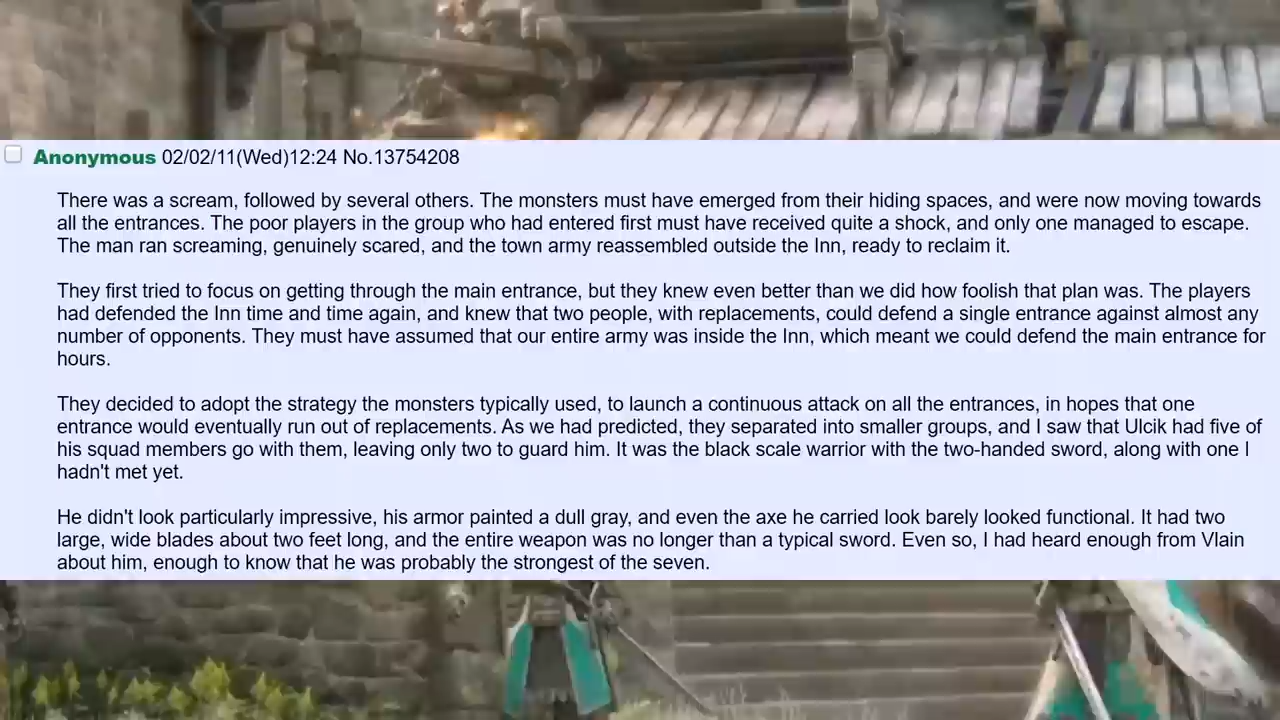 Anonymous 02/02/11(Wed)12:24 No.13754208
There was a scream, followed by several others. The monsters must have emerged from their hiding spaces, and were now moving towards
all the entrances. The poor players in the group who had entered first must have received quite a shock, and only one managed to escape.
The man ran screaming, genuinely scared, and the town army reassembled outside the Inn, ready to reclaim it.
They first tried to focus on getting through the main entrance, but they knew even better than we did how foolish that plan was. The players
had defended the Inn time and time again, and knew that two people, with replacements, could defend a single entrance against almost any
number of opponents. They must have assumed that our entire army was inside the Inn, which meant we could defend the main entrance for
hours.
They decided to adopt the strategy the monsters typically used, to launch a continuous attack on all the entrances, in hopes that one
entrance would eventually run out of replacements. As we had predicted, they separated into smaller groups, and I saw that Ulcik had five of
his squad members go with them, leaving only two to guard him. It was the black scale warrior with the two-handed sword, along with one I
hadn't met yet.
He didn't look particularly impressive, his armor painted a dull gray, and even the axe he carried look barely looked functional. It had two
large, wide blades about two feet long, and the entire weapon was no longer than a typical sword. Even so, I had heard enough from Vlain
about him, enough to know that he was probably the strongest of the seven.